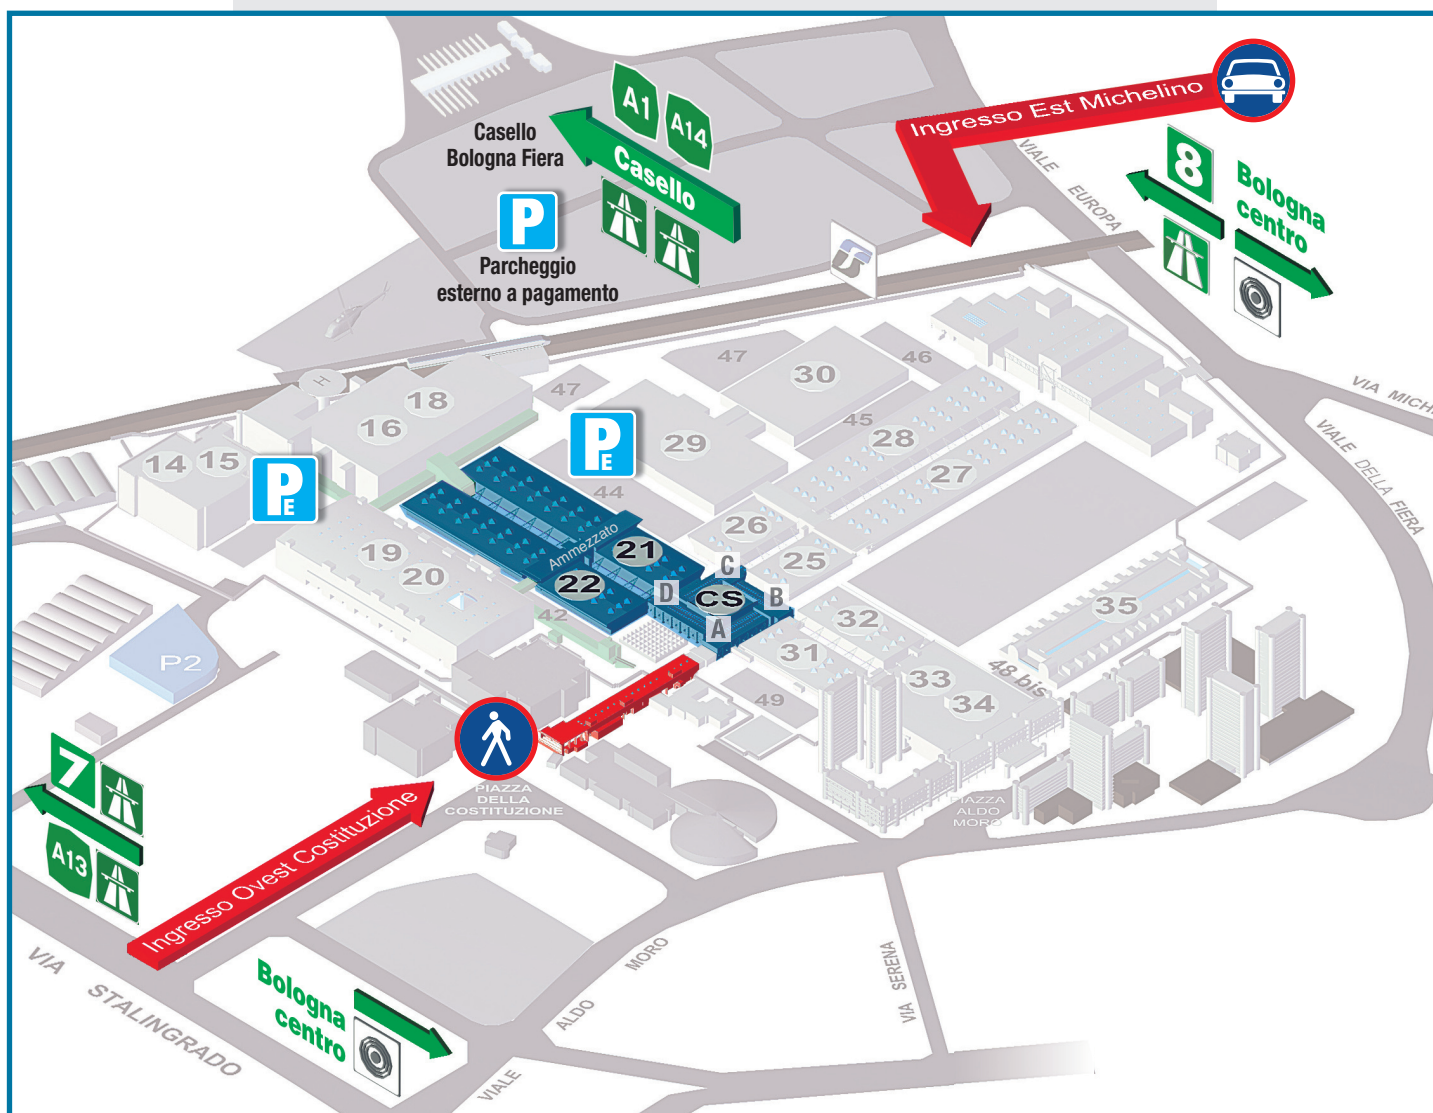 A1
A14
Casello
Bologna Fiera
Casello
P
Parcheggio
esterno a pagamento
Ingresso Est Michelino
VIALE EUROPA
8
Bologna
centro
VIA MICHE
VIALE DELLA FIERA
H
47
47
46
45
44
30
18
16
14
15
29
28
27
26
25
PE
PE
19
20
Ammezzato
21
22
CS
A
B
C
D
42
P2
32
31
33
34
35
48 bis
49
PIAZZA
DELLA
COSTITUZIONE
PIAZZA
ALDO
MORO
7
A13
Ingresso Ovest Costituzione
VIA STALINGRADO
Bologna
centro
VIALE ALDO MORO
VIA SERENA